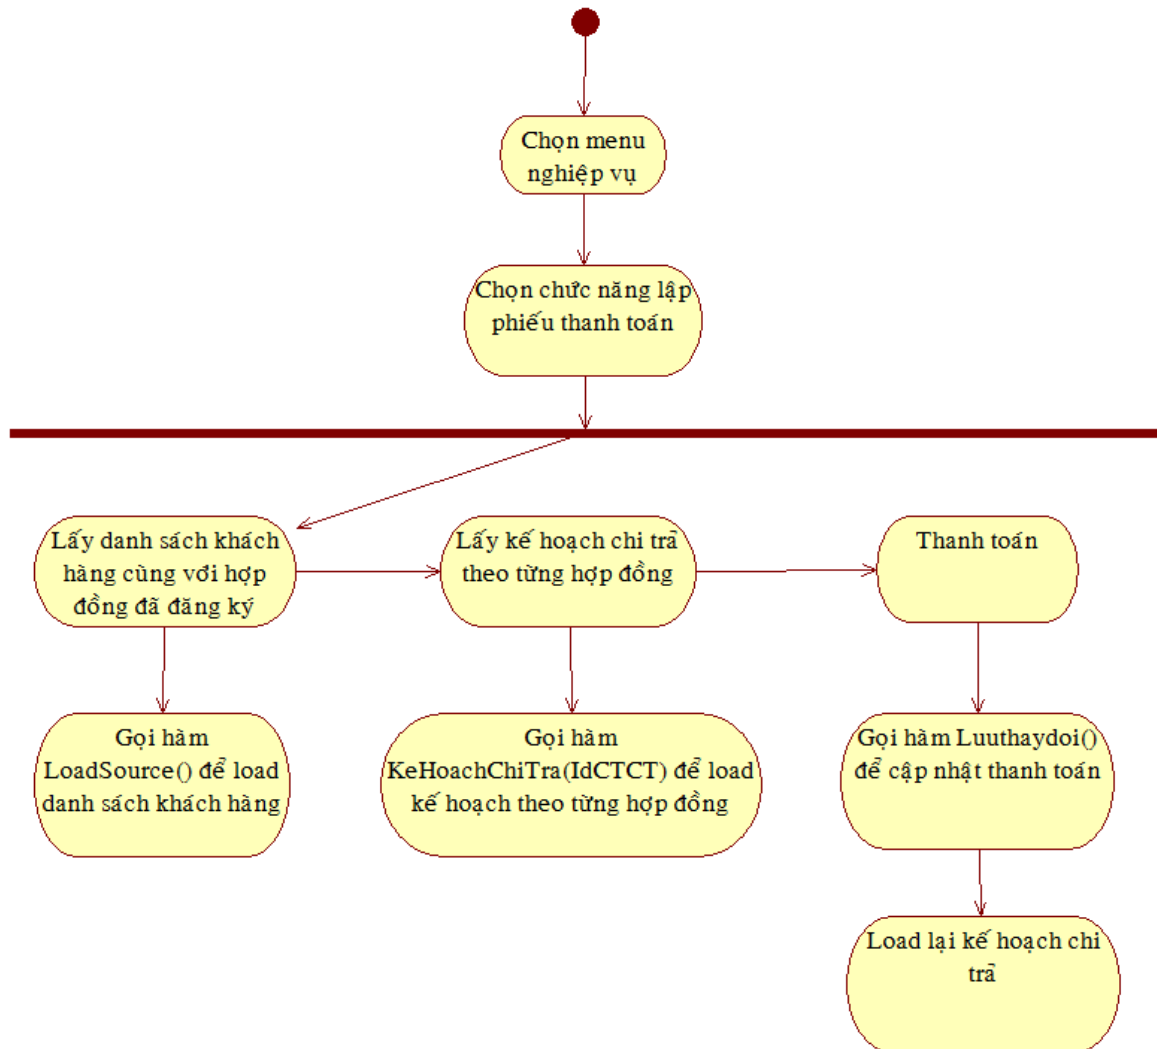 Chọn menu
nghiệp vụ
Chọn chức năng lập
phiếu thanh toán
Lấy danh sách khách
hàng cùng với hợp
đồng đã đăng ký
Lấy kế hoạch chi trả
theo từng hợp đồng
Thanh toán
Gọi hàm
LoadSource() để load
danh sách khách hàng
Gọi hàm
KeHoachChiTra(IdCTCT) để load
kế hoạch theo từng hợp đồng
Gọi hàm Luuthaydoi()
để cập nhật thanh toán
Load lại kế hoạch chi
trả